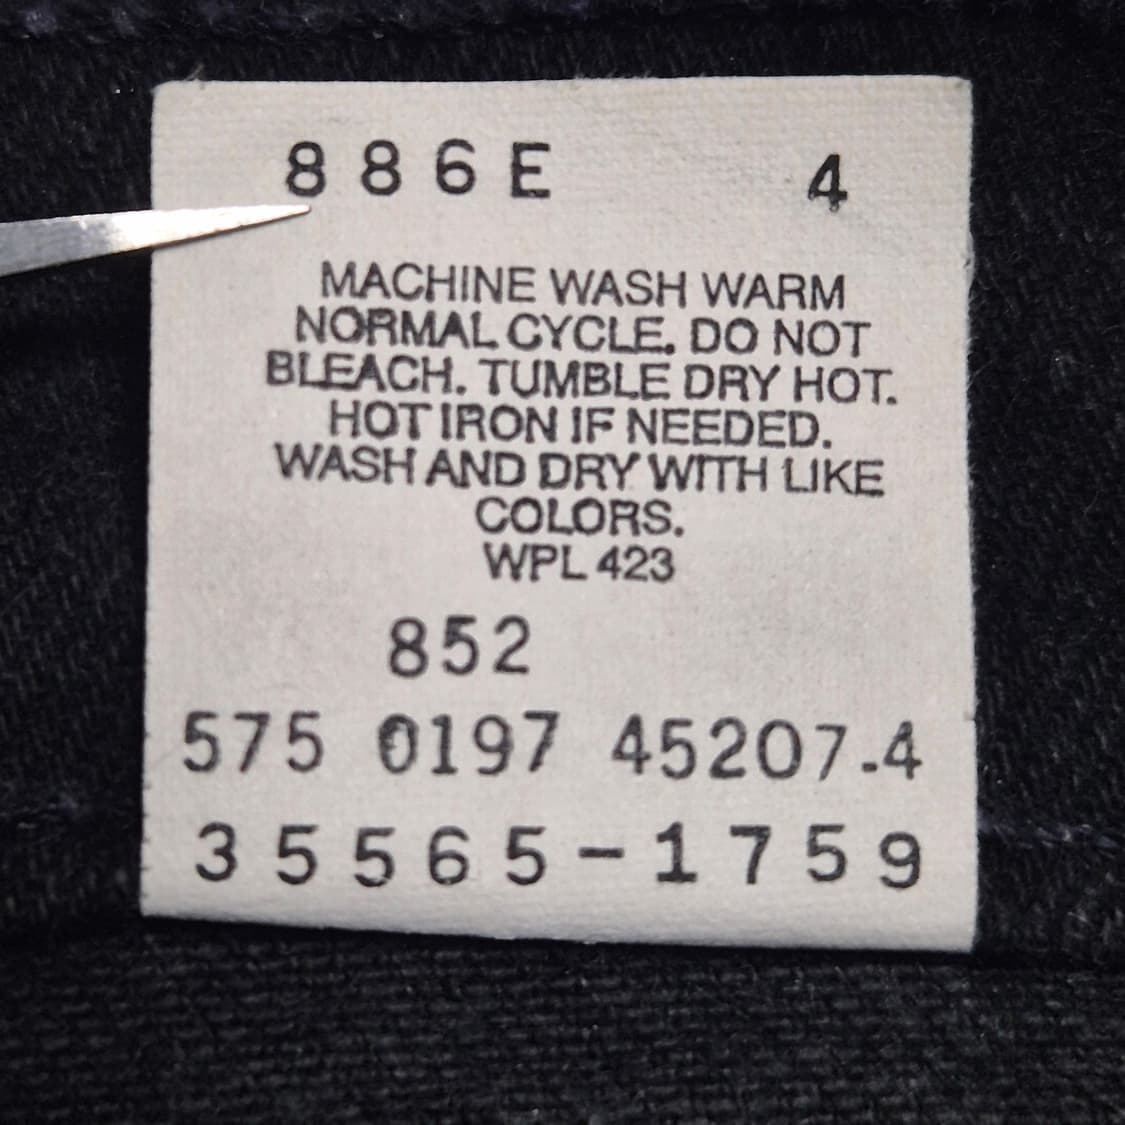 886E 4
MACHINE WASH WARM
NORMAL CYCLE. DO NOT
BLEACH. TUMBLE DRY HOT.
HOT IRON IF NEEDED.
WASH AND DRY WITH LIKE
COLORS.
WPL 423
852
575 0197 45207.4
35565-1759